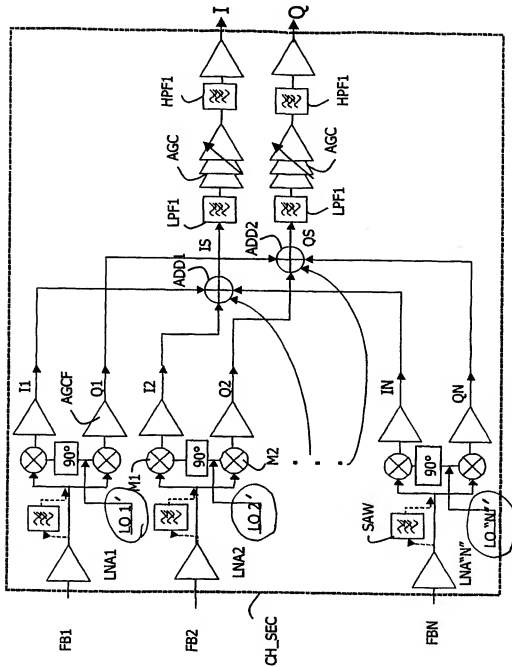 FB1
LNA1
LO 1'
90°
I1
AGCF
Q1
FB2
LNA2
M1
LO 2'
90°
M2
I2
Q2
CH_SEC
FBN
LNA"N"
SAW
LO "N"'
90°
IN
QN
ADD1
IS
ADD2
QS
LPF1
AGC
HPF1
I
LPF1
AGC
HPF1
Q